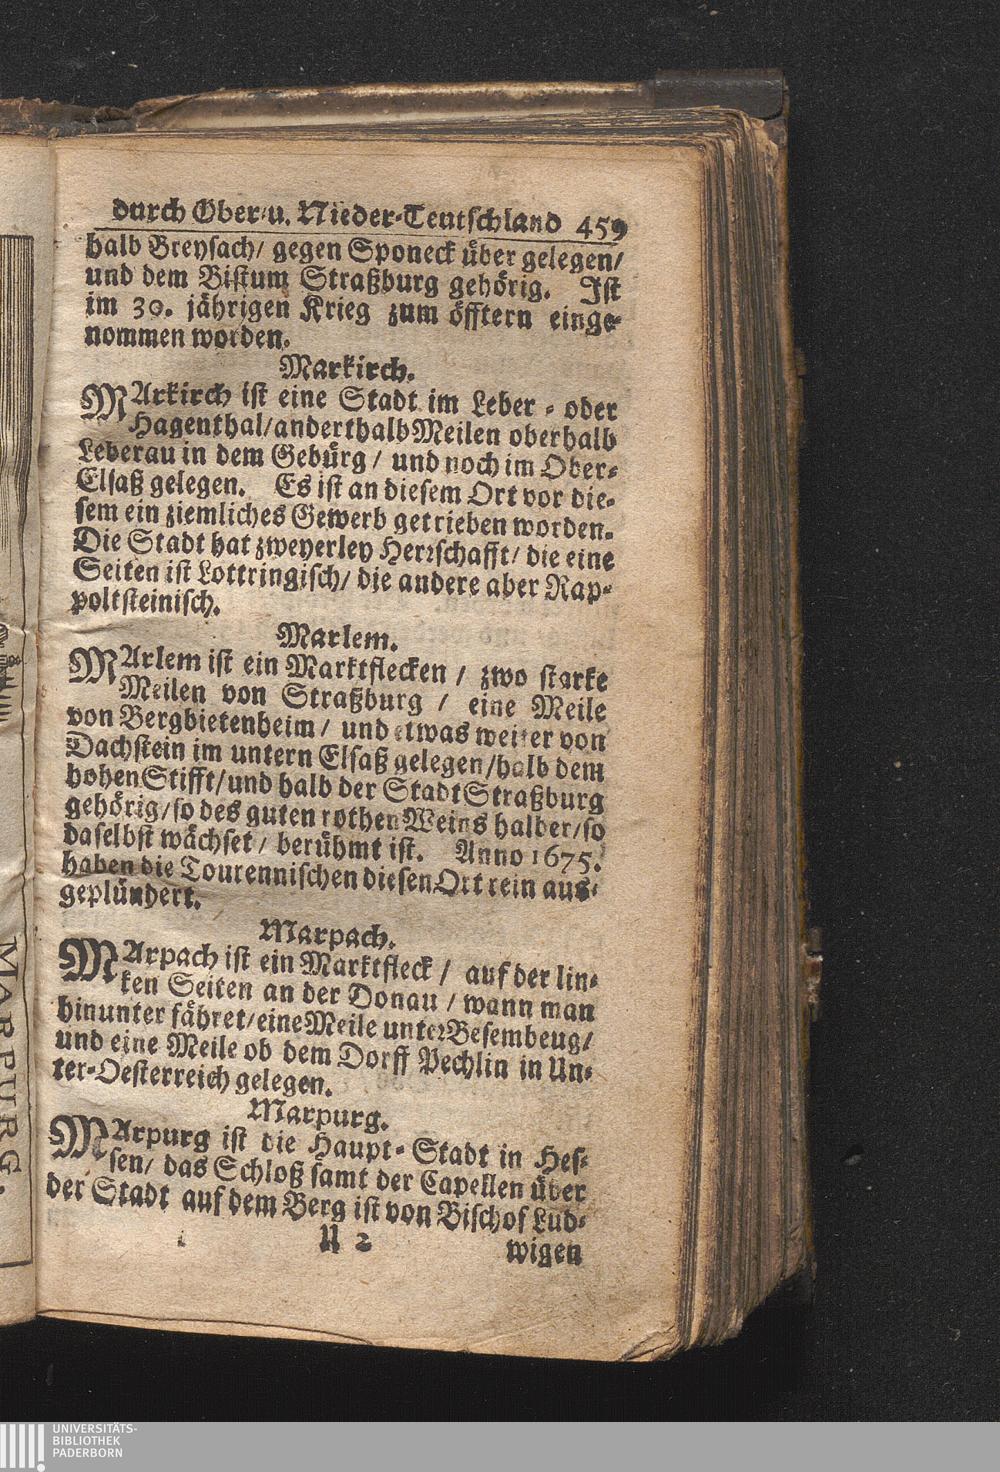 durch Ober-u. Nieder-Teutschland 459
halb Breysach/ gegen Sponeck über gelegen/
und dem Bistum Straßburg gehörig. Ist
im 30. jährigen Krieg zum öfftern einge-
nommen worden.
Markirch.
MArkirch ist eine Stadt im Leber - oder
Hagenthal/ anderthalb Meilen oberhalb
Leberau in dem Gebürg / und noch im Ober-
Elsaß gelegen. Es ist an diesem Ort vor die-
sem ein ziemliches Gewerb getrieben worden.
Die Stadt hat zweyerley Herrschafft/ die eine
Seiten ist Lottringisch/ die andere aber Rap-
poltsteinisch.
Marlem.
MArlem ist ein Marktflecken / zwo starke
Meilen von Straßburg / eine Meile
von Bergbietenheim / und etwas weiter von
Dachstein im untern Elsaß gelegen/ halb dem
hohen Stifft/ und halb der Stadt Straßburg
gehörig/ so des guten rothen Weins halber/ so
daselbst wächset / berühmt ist. Anno 1675.
haben die Tourennischen diesen Ort rein aus-
geplündert.
Marpach.
MArpach ist ein Marktfleck / auf der lin-
ken Seiten an der Donau / wann man
hinunter fähret/ eine Meile unter Besembeug/
und eine Meile ob dem Dorff Pechlin in Un-
ter-Oesterreich gelegen.
Marpurg.
MArpurg ist die Haupt-Stadt in Hes-
sen/ das Schloß samt der Capellen über
der Stadt auf dem Berg ist von Bischof Lud-
U 2
wigen
MARPURG.
UNIVERSITÄTS-
BIBLIOTHEK
PADERBORN